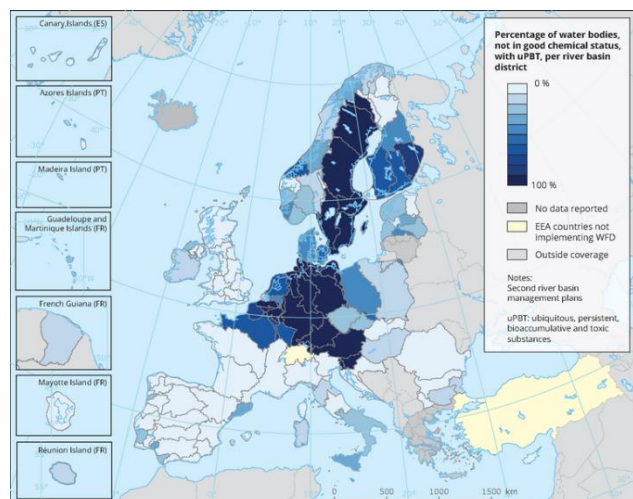 Canary Islands (ES)
Azores Islands (PT)
Madeira Island (PT)
Guadeloupe and
Martinique Islands (FR)
French Guiana (FR)
Mayotte Island (FR)
Réunion Island (FR)
Percentage of water bodies,
not in good chemical status,
with uPBT, per river basin
district
0 %
100 %
No data reported
EEA countries not
implementing WFD
Outside coverage
Notes:
Second river basin
management plans
uPBT: ubiquitous, persistent,
bioaccumulative and toxic
substances
0 500 1000 1500 km